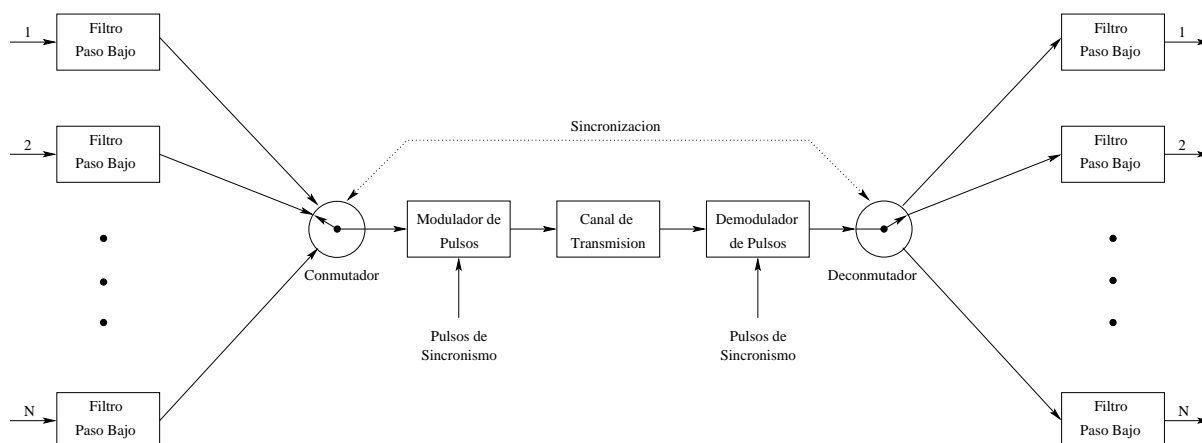 1
Filtro
Paso Bajo
Filtro
Paso Bajo
1
Sincronizacion
2
Filtro
Paso Bajo
Filtro
Paso Bajo
2
Modulador de
Pulsos
Canal de
Transmision
Demodulador
de Pulsos
Conmutador
Deconmutador
Pulsos de
Sincronismo
Pulsos de
Sincronismo
N
Filtro
Paso Bajo
Filtro
Paso Bajo
N